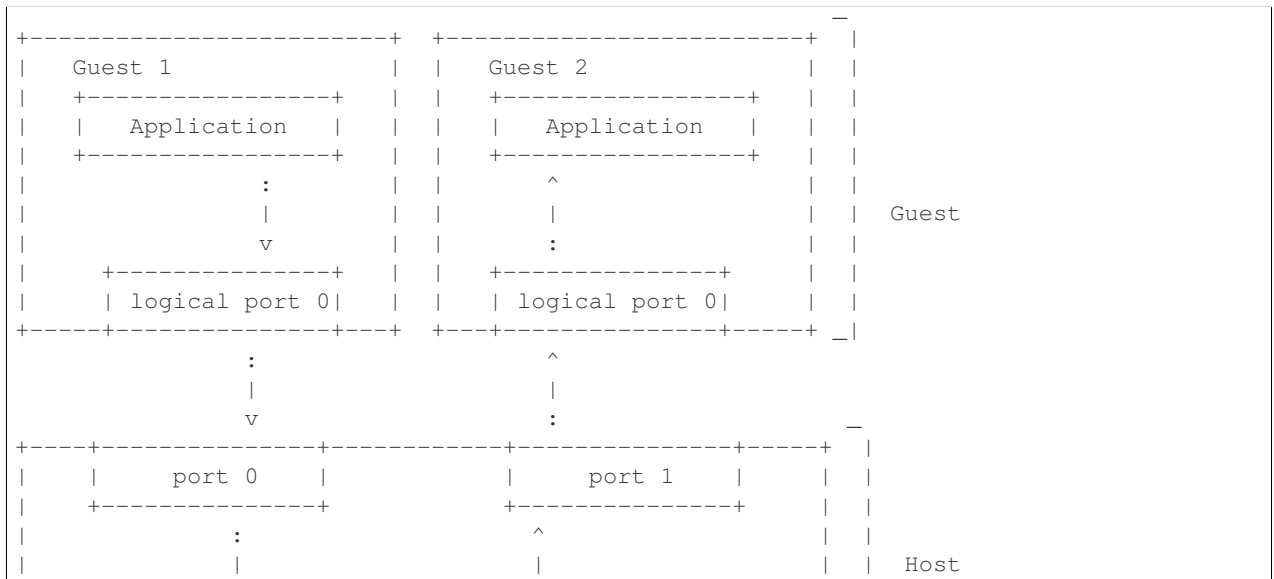 _
+--------------------------+  +--------------------------+  |
|   Guest 1                |  |   Guest 2                |  |
|   +-----------------+    |  |   +-----------------+    |  |
|   |   Application   |    |  |   |   Application   |    |  |
|   +-----------------+    |  |   +-----------------+    |  |
|                 :        |  |       ^                  |  |
|                 |        |  |       |                  |  |  Guest
|                 v        |  |       :                  |  |
|     +---------------+    |  |   +---------------+      |  |
|     | logical port 0|    |  |   | logical port 0|      |  |
+-----+---------------+----+  +---+---------------+------+ _|
                :                     ^
                |                     |
                v                     :                     _
+----+---------------+------------+---------------+------+  |
|    |     port 0    |            |     port 1    |      |  |
|    +---------------+            +---------------+      |  |
|              :                    ^                    |  |
|              |                    |                    |  |  Host